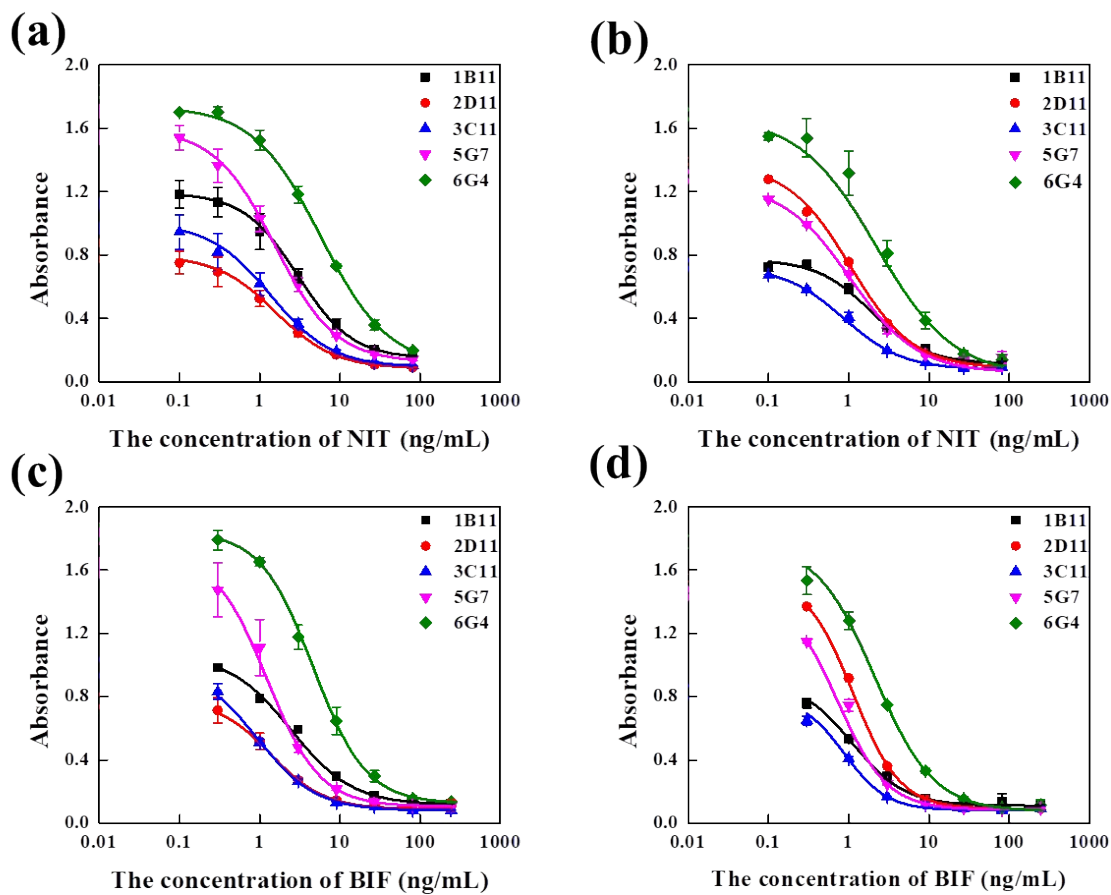 (a)
2.0
1.6
1.2
0.8
0.4
0.0
Absorbance
1B11
2D11
3C11
5G7
6G4
0.01 0.1 1 10 100 1000
The concentration of NIT (ng/mL)
(b)
2.0
1.6
1.2
0.8
0.4
0.0
Absorbance
1B11
2D11
3C11
5G7
6G4
0.01 0.1 1 10 100 1000
The concentration of NIT (ng/mL)
(c)
2.0
1.6
1.2
0.8
0.4
0.0
Absorbance
1B11
2D11
3C11
5G7
6G4
0.01 0.1 1 10 100 1000
The concentration of BIF (ng/mL)
(d)
2.0
1.6
1.2
0.8
0.4
0.0
Absorbance
1B11
2D11
3C11
5G7
6G4
0.01 0.1 1 10 100 1000
The concentration of BIF (ng/mL)